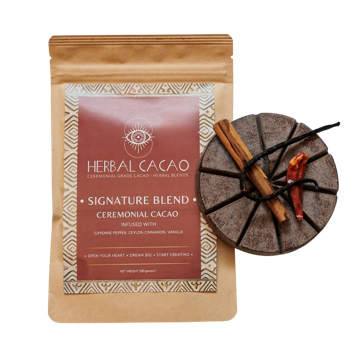 HERBAL CACAO
CEREMONIAL GRADE CACAO + HERBAL BLENDS
• SIGNATURE BLEND •
CEREMONIAL CACAO
INFUSED WITH
CAYENNE PEPPER, CEYLON CINNAMON, VANILLA
• OPEN YOUR HEART • DREAM BIG • START CREATING •